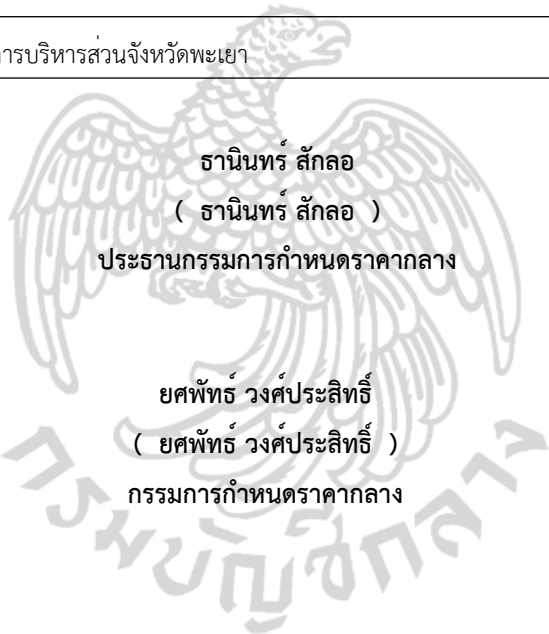 การบริหารส่วนจังหวัดพะเยา
ธานินทร์ สักลอ
( ธานินทร์ สักลอ )
ประธานกรรมการกำหนดราคากลาง
ยศพัทธ์ วงศ์ประสิทธิ์
( ยศพัทธ์ วงศ์ประสิทธิ์ )
กรรมการกำหนดราคากลาง
กรมบัญชีกลาง